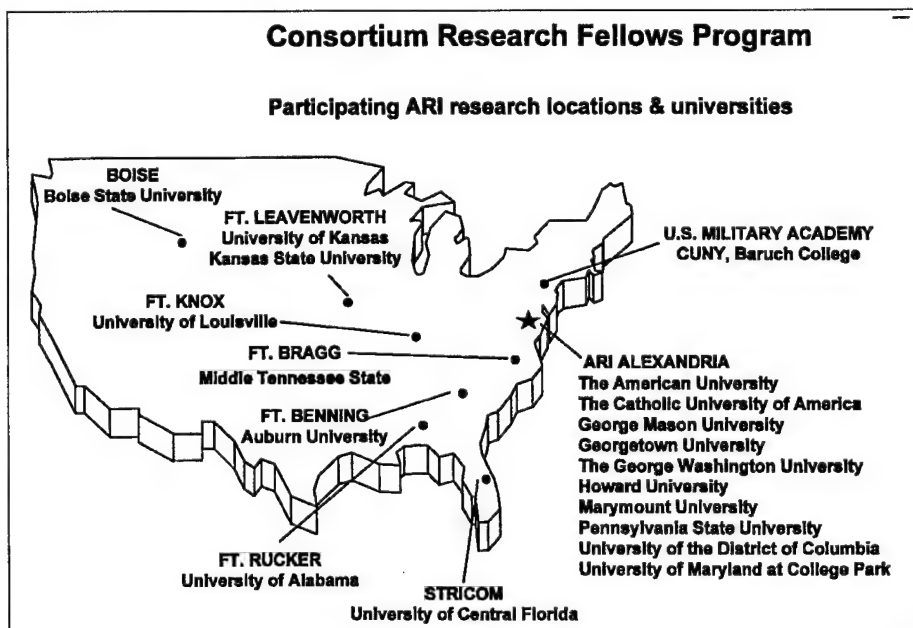 Consortium Research Fellows Program
Participating ARI research locations & universities
BOISE
Boise State University
FT. LEAVENWORTH
University of Kansas
Kansas State University
U.S. MILITARY ACADEMY
CUNY, Baruch College
FT. KNOX
University of Louisville
FT. BRAGG
Middle Tennessee State
FT. BENNING
Auburn University
ARI ALEXANDRIA
The American University
The Catholic University of America
George Mason University
Georgetown University
The George Washington University
Howard University
Marymount University
Pennsylvania State University
University of the District of Columbia
University of Maryland at College Park
FT. RUCKER
University of Alabama
STRICOM
University of Central Florida